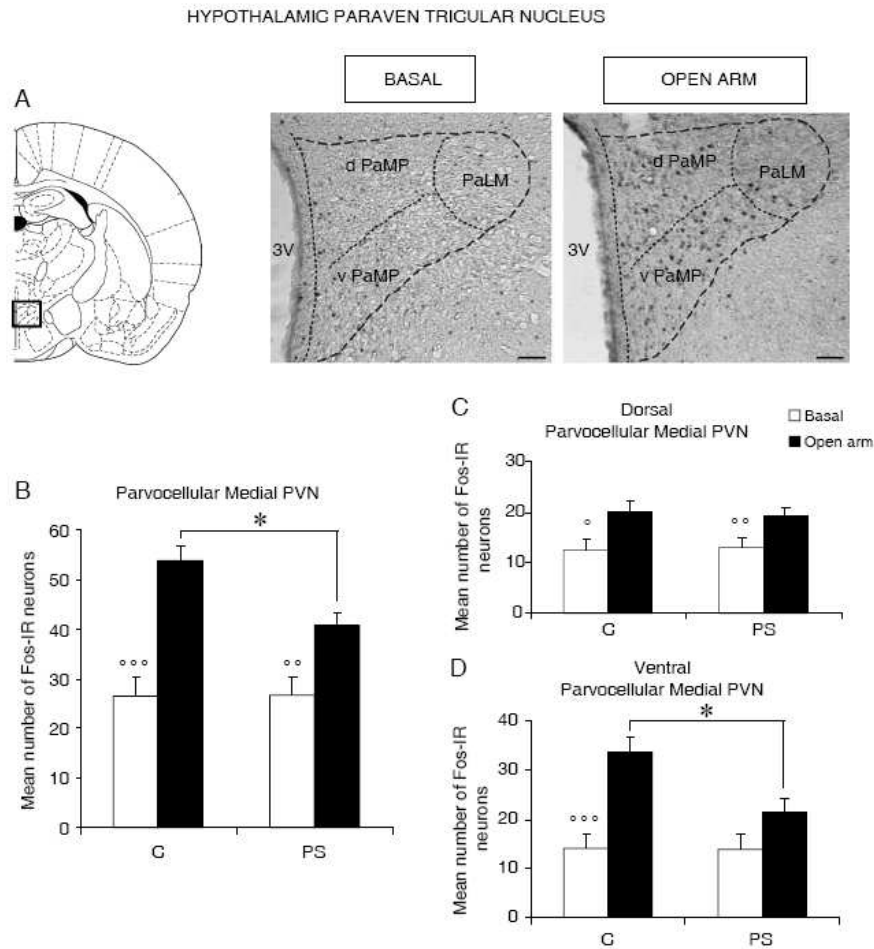 HYPOTHALAMIC PARAVEN TRIGULAR NUCLEUS
BASAL
OPEN ARM
A
d PaMP
PaLM
3V
v PaMP
d PaMP
PaLM
3V
v PaMP
B
Parvocellular Medial PVN
Mean number of Fos-IR neurons
60
50
40
30
20
10
0
*
°°°
°°
C
PS
C
Dorsal
Parvocellular Medial PVN
Basal
Open arm
Mean number of Fos-IR
neurons
30
20
10
0
°
°°
C
PS
D
Ventral
Parvocellular Medial PVN
Mean number of Fos-IR
neurons
40
30
20
10
0
*
°°°
C
PS